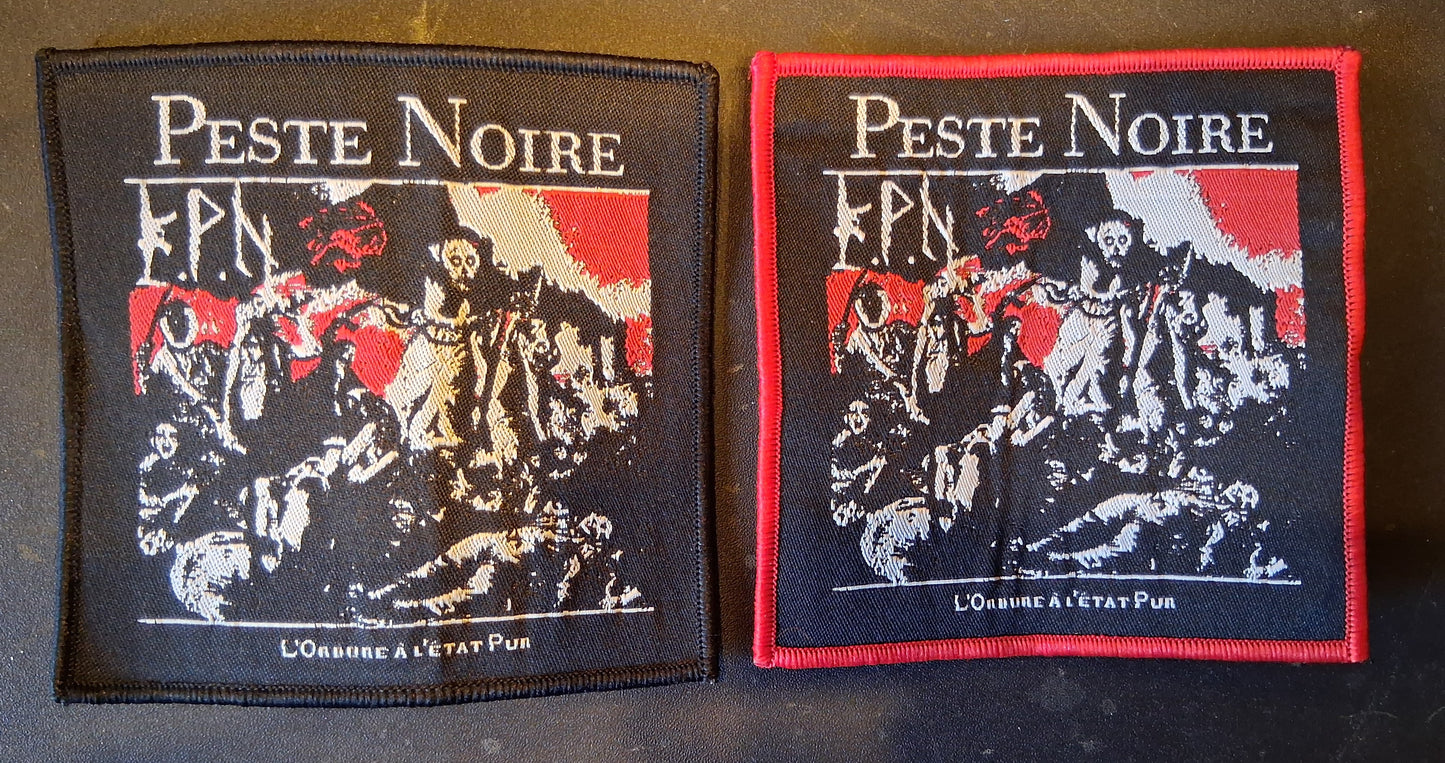 PESTE NOIRE
K.P.N
L'ORDURE À L'ÉTAT PUR
PESTE NOIRE
K.P.N
L'ORDURE À L'ÉTAT PUR